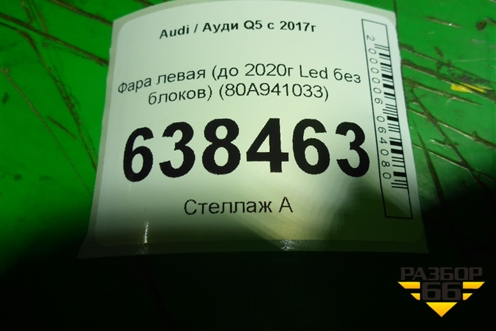 Audi / Ауди Q5 с 2017г
Фара левая (до 2020г Led без
блоков) (80A941033)
638463
Стеллаж А
2000006064080
РАЗБОР
66